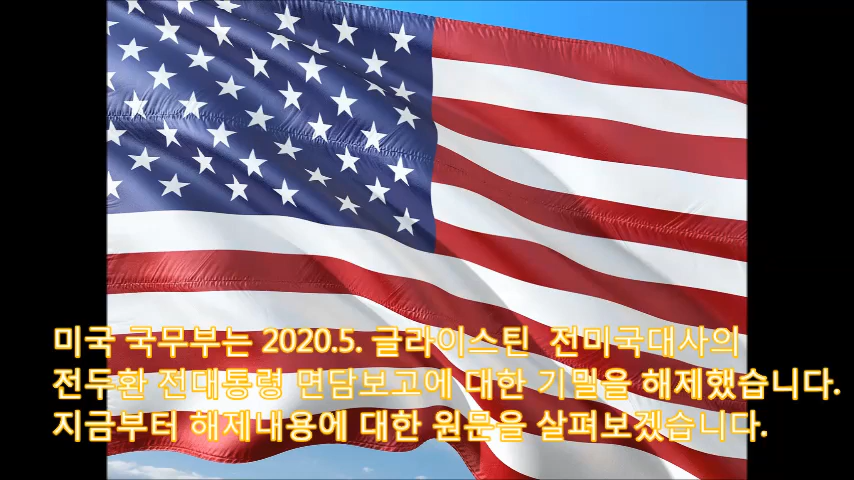 미국 국무부는 2020.5. 글라이스틴 전미국대사의
전두환 전대통령 면담보고에 대한 기밀을 해제했습니다.
지금부터 해제내용에 대한 원문을 살펴보겠습니다.